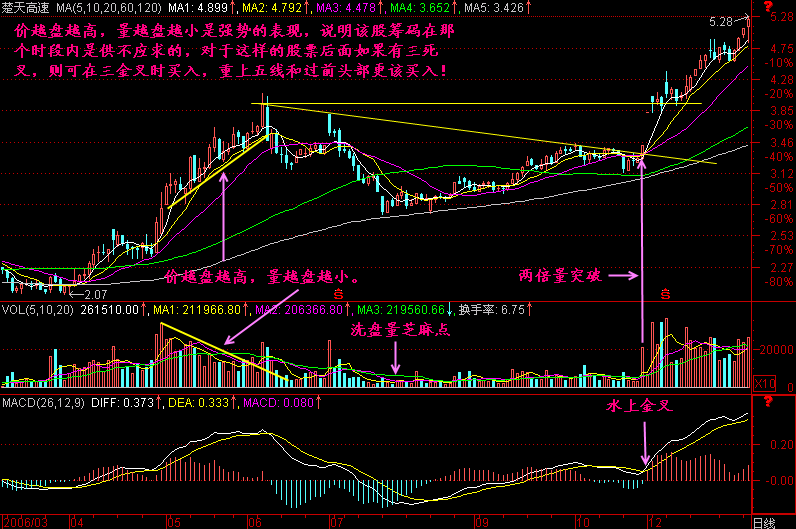 楚天高速 MA(5,10,20,60,120) MA1: 4.899↑, MA2: 4.792↑, MA3: 4.478↑, MA4: 3.652↑, MA5: 3.426↑
价越盘越高，量越盘越小是强势的表现，说明该股筹码在那
个时段内是供不应求的，对于这样的股票后面如果有三死
叉，则可在三金叉时买入，重上五线和过前头部更该买入！
5.28
?
5.28
4.75
-10%
4.28
-20%
3.85
30%
3.46
40%
3.12
-50%
2.81
-60%
2.53
-70%
2.27
-80%
价越盘越高，量越盘越小。
两倍量突破
2.07
VOL(5,10,20) 261510.00↑, MA1: 211966.80↑, MA2: 206366.80↑, MA3: 219560.66↓, 换手率: 6.75↑
洗盘量芝麻点
20000
X10
0
MACD(26,12,9) DIFF: 0.373↑, DEA: 0.333↑, MACD: 0.080↑
?
水上金叉
0.20
-0.00
2006/03 04 05 06 07 09 10 12 日线